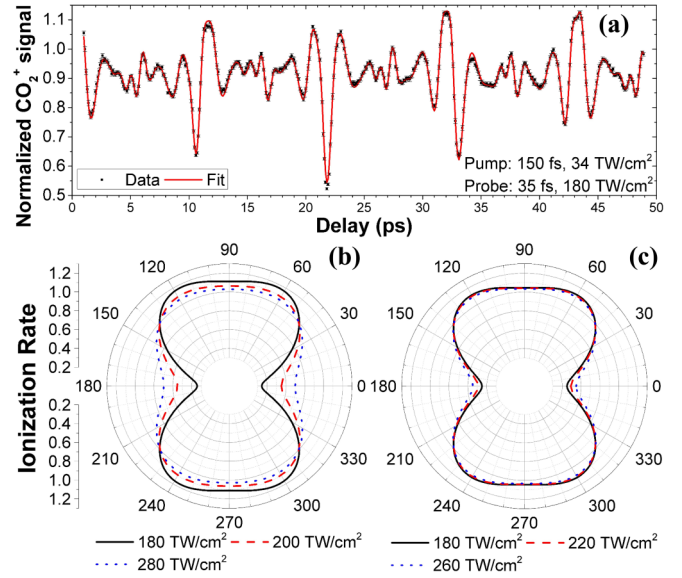 (a)
Normalized CO₂⁺ signal
1.1
1.0
0.9
0.8
0.7
0.6
0.5
Data
Fit
Pump: 150 fs, 34 TW/cm²
Probe: 35 fs, 180 TW/cm²
0 5 10 15 20 25 30 35 40 45 50
Delay (ps)
(b)
Ionization Rate
1.2
1.0
0.8
0.6
0.4
0.2
0.2
0.4
0.6
0.8
1.0
1.2
90
60
30
0
330
300
270
240
210
180
150
120
180 TW/cm²
200 TW/cm²
280 TW/cm²
(c)
90
60
30
0
330
300
270
240
210
180
150
120
180 TW/cm²
220 TW/cm²
260 TW/cm²